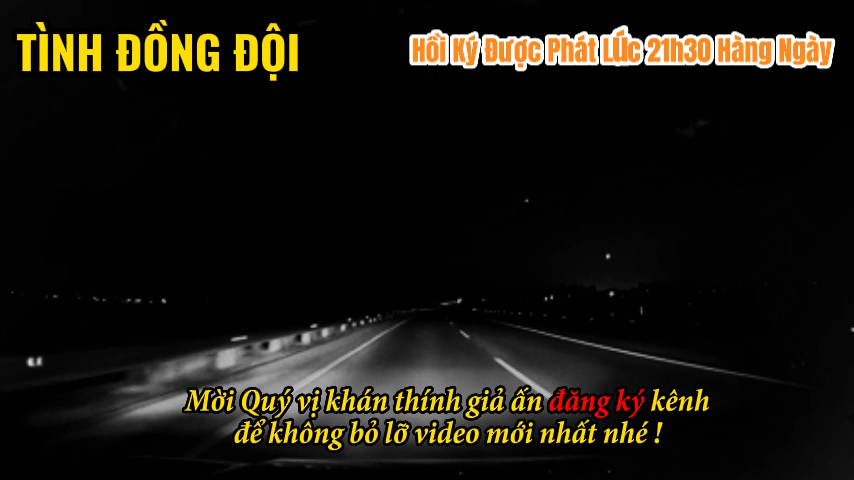 TÌNH ĐỒNG ĐỘI
Hồi Ký Được Phát Lúc 21h30 Hàng Ngày
Mời Quý vị khán thính giả ấn đăng ký kênh
để không bỏ lỡ video mới nhất nhé !